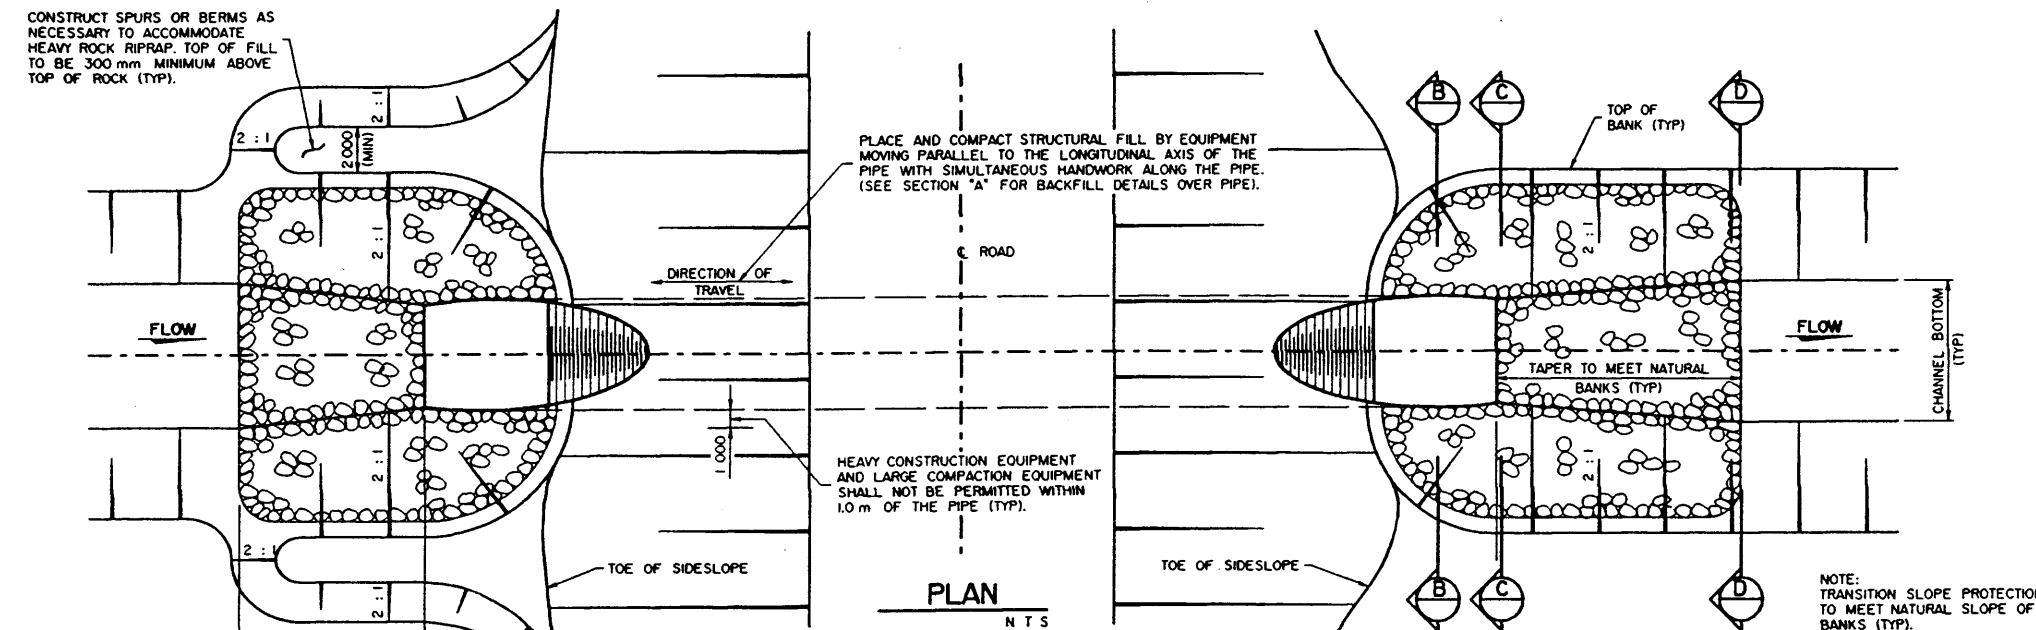 CONSTRUCT SPURS OR BERMS AS
NECESSARY TO ACCOMMODATE
HEAVY ROCK RIPRAP. TOP OF FILL
TO BE 300 mm MINIMUM ABOVE
TOP OF ROCK (TYP).
2 : 1
2 : 1
2000
(MIN)
2 : 1
PLACE AND COMPACT STRUCTURAL FILL BY EQUIPMENT
MOVING PARALLEL TO THE LONGITUDINAL AXIS OF THE
PIPE WITH SIMULTANEOUS HANDWORK ALONG THE PIPE.
(SEE SECTION "A" FOR BACKFILL DETAILS OVER PIPE).
B
C
D
TOP OF
BANK (TYP)
2 : 1
℄ ROAD
DIRECTION OF
TRAVEL
FLOW
FLOW
TAPER TO MEET NATURAL
BANKS (TYP)
CHANNEL BOTTOM
(TYP)
1 000
HEAVY CONSTRUCTION EQUIPMENT
AND LARGE COMPACTION EQUIPMENT
SHALL NOT BE PERMITTED WITHIN
1.0 m OF THE PIPE (TYP).
2 : 1
2 : 1
2 : 1
2 : 1
TOE OF SIDESLOPE
TOE OF SIDESLOPE
PLAN
N T S
B
C
D
NOTE:
TRANSITION SLOPE PROTECTION
TO MEET NATURAL SLOPE OF
BANKS (TYP).